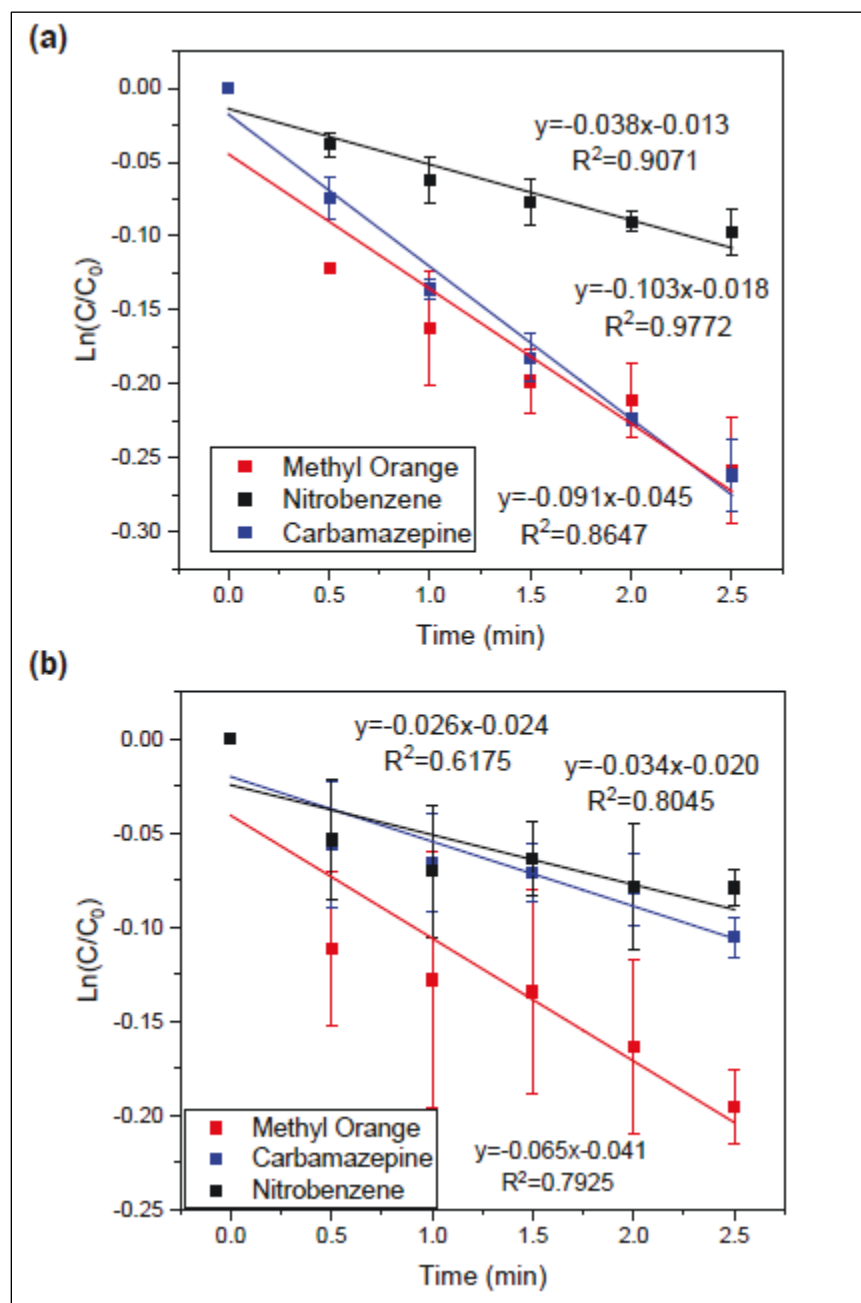 (a)
0.00
-0.05
-0.10
-0.15
-0.20
-0.25
-0.30
Ln(C/C₀)
y=-0.038x-0.013
R²=0.9071
y=-0.103x-0.018
R²=0.9772
y=-0.091x-0.045
R²=0.8647
Methyl Orange
Nitrobenzene
Carbamazepine
0.0 0.5 1.0 1.5 2.0 2.5
Time (min)
(b)
0.00
-0.05
-0.10
-0.15
-0.20
-0.25
Ln(C/C₀)
y=-0.026x-0.024
R²=0.6175
y=-0.034x-0.020
R²=0.8045
y=-0.065x-0.041
R²=0.7925
Methyl Orange
Carbamazepine
Nitrobenzene
0.0 0.5 1.0 1.5 2.0 2.5
Time (min)